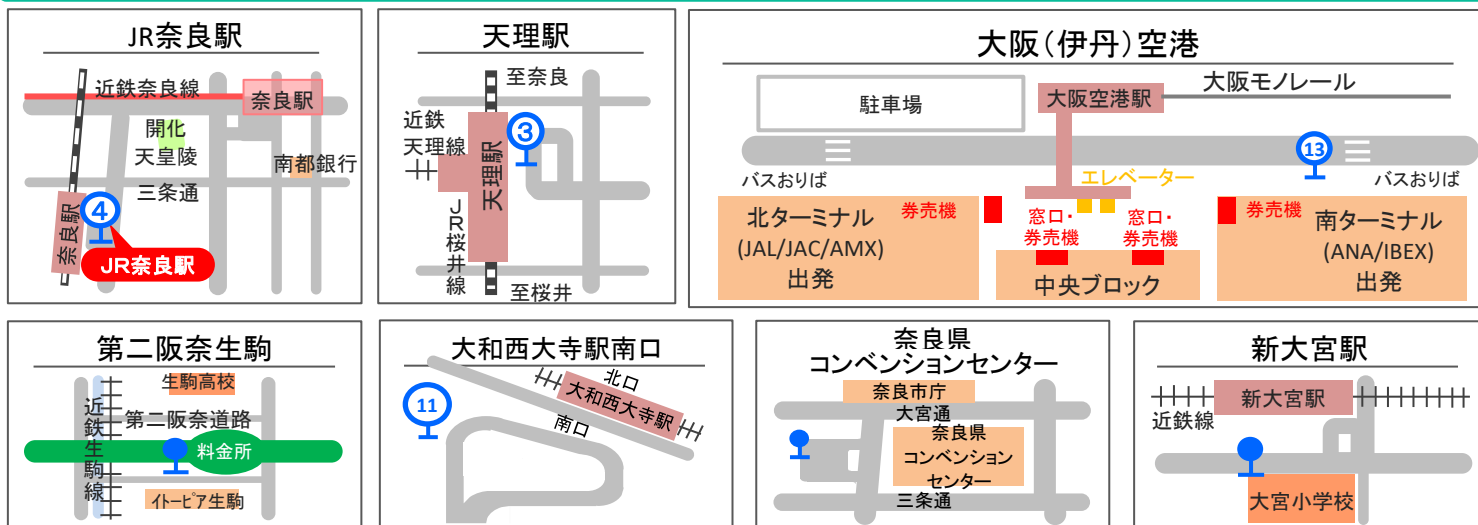 JR奈良駅
近鉄奈良線
奈良駅
開化
天皇陵
南都銀行
三条通
奈良駅
④
JR奈良駅
天理駅
至奈良
近鉄
天理線
③
天理駅
JR桜井線
至桜井
大阪(伊丹)空港
駐車場
大阪空港駅
大阪モノレール
13
バスおりば
エレベーター
バスおりば
北ターミナル
(JAL/JAC/AMX)
出発
券売機
窓口・
券売機
窓口・
券売機
中央ブロック
券売機
南ターミナル
(ANA/IBEX)
出発
第二阪奈生駒
生駒高校
近鉄生駒線
第二阪奈道路
料金所
イトーピア生駒
大和西大寺駅南口
北口
大和西大寺駅
南口
11
奈良県
コンベンションセンター
奈良市庁
大宮通
奈良県
コンベンション
センター
三条通
新大宮駅
新大宮駅
近鉄線
大宮小学校